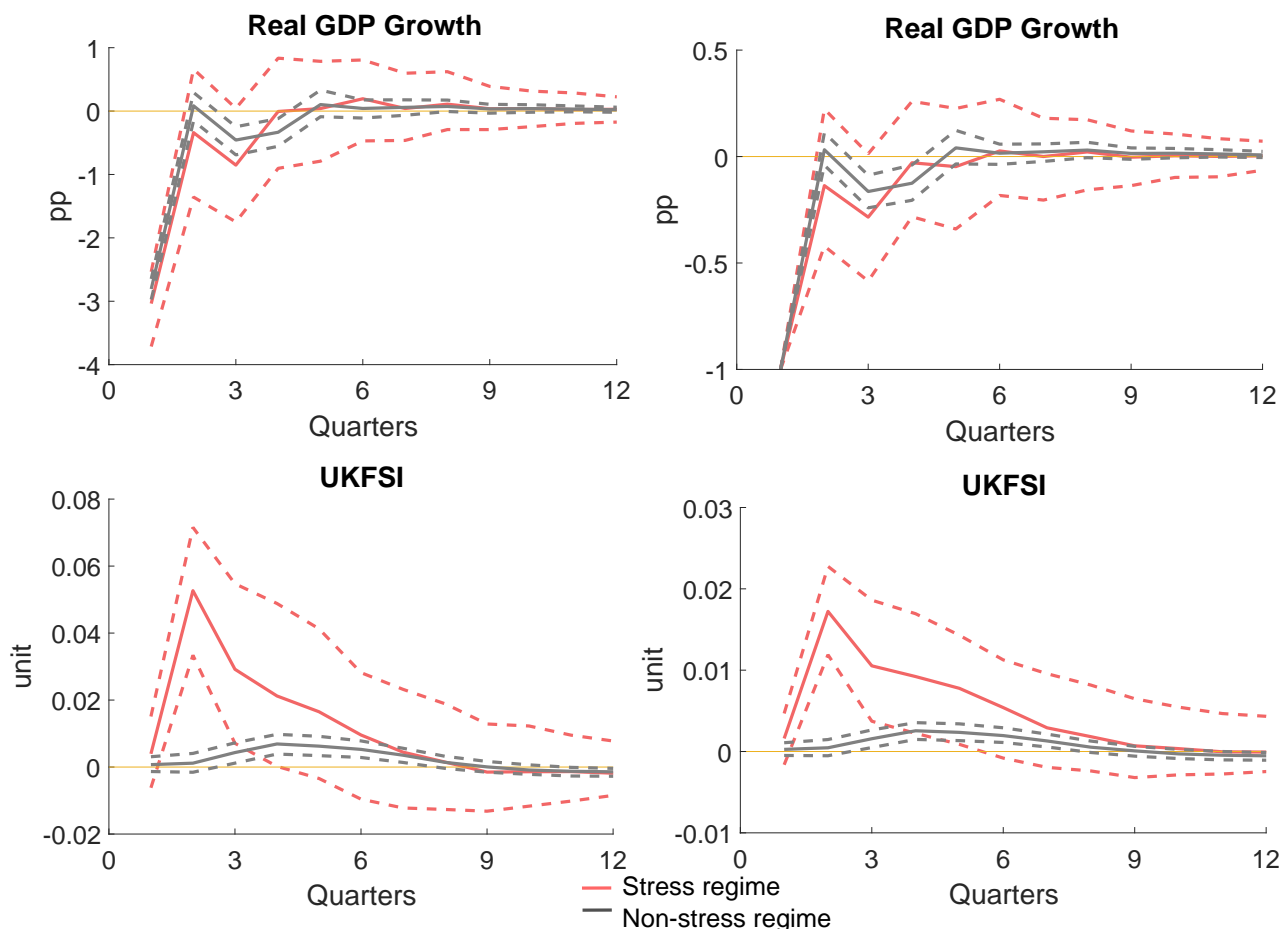 Real GDP Growth
1
0
-1
-2
-3
-4
pp
0
3
6
9
12
Quarters
Real GDP Growth
0.5
0
-0.5
-1
pp
0
3
6
9
12
Quarters
UKFSI
0.08
0.06
0.04
0.02
0
-0.02
unit
0
3
6
9
12
Quarters
UKFSI
0.03
0.02
0.01
0
-0.01
unit
0
3
6
9
12
Quarters
Stress regime
Non-stress regime